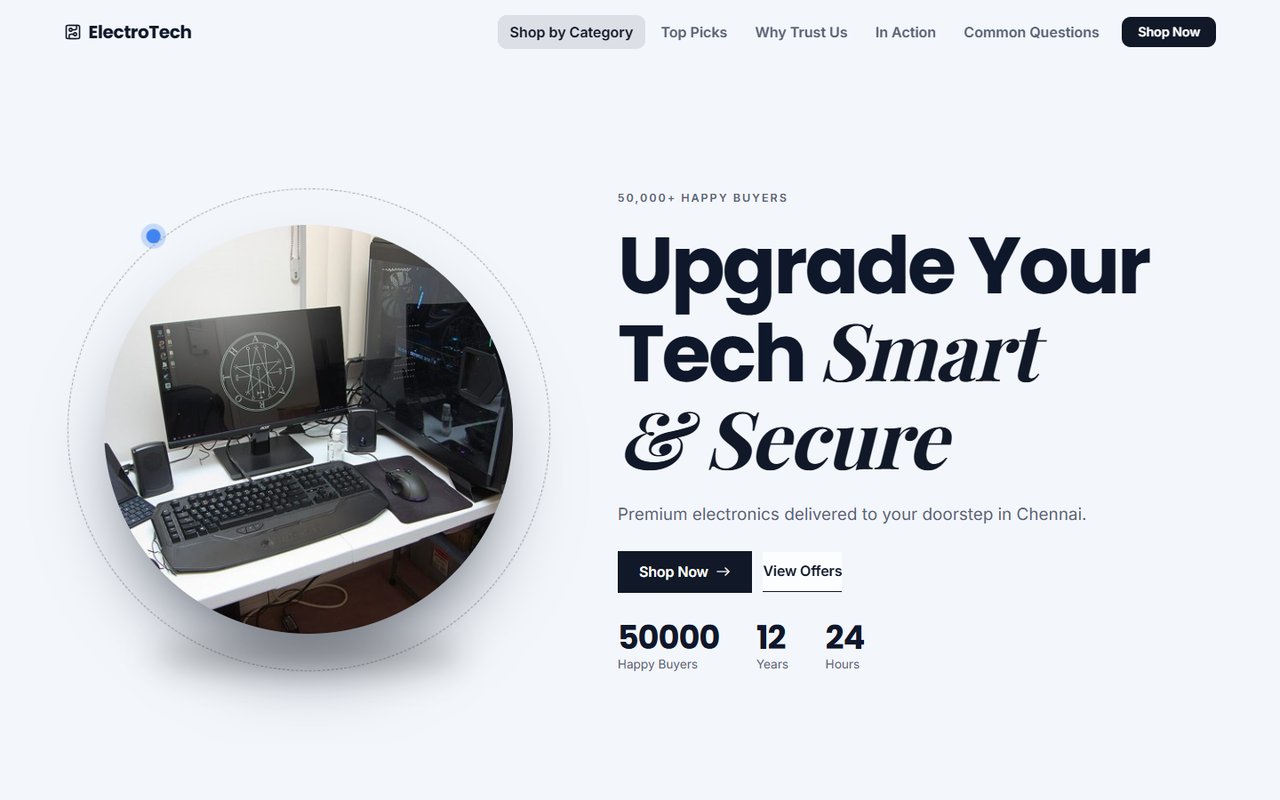 ElectroTech
Shop by Category
Top Picks
Why Trust Us
In Action
Common Questions
Shop Now
50,000+ HAPPY BUYERS
Upgrade Your
Tech Smart
& Secure
Premium electronics delivered to your doorstep in Chennai.
Shop Now →
View Offers
50000
Happy Buyers
12
Years
24
Hours